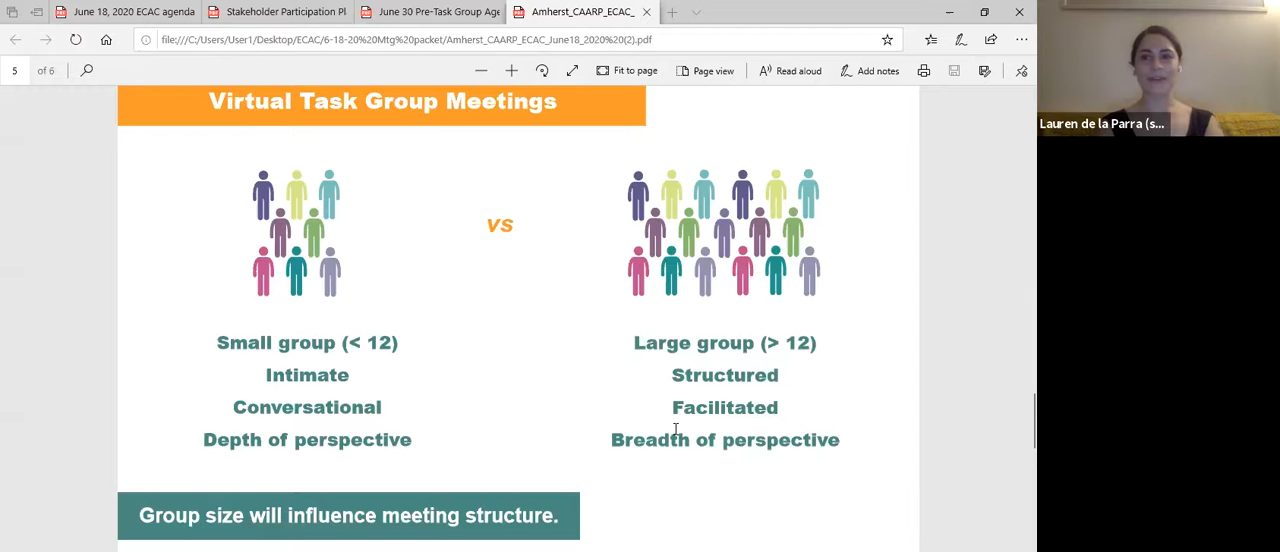 June 18, 2020 ECAC agenda
Stakeholder Participation Pl
June 30 Pre-Task Group Age
Amherst_CAARP_ECAC_
file:///C:/Users/User1/Desktop/ECAC/6-18-20%20Mtg%20packet/Amherst_CAARP_ECAC_June18_2020%20(2).pdf
5 of 6
Fit to page
Page view
Read aloud
Add notes
Lauren de la Parra (s...
Virtual Task Group Meetings
vs
Small group (< 12)
Intimate
Conversational
Depth of perspective
Large group (> 12)
Structured
Facilitated
Breadth of perspective
Group size will influence meeting structure.